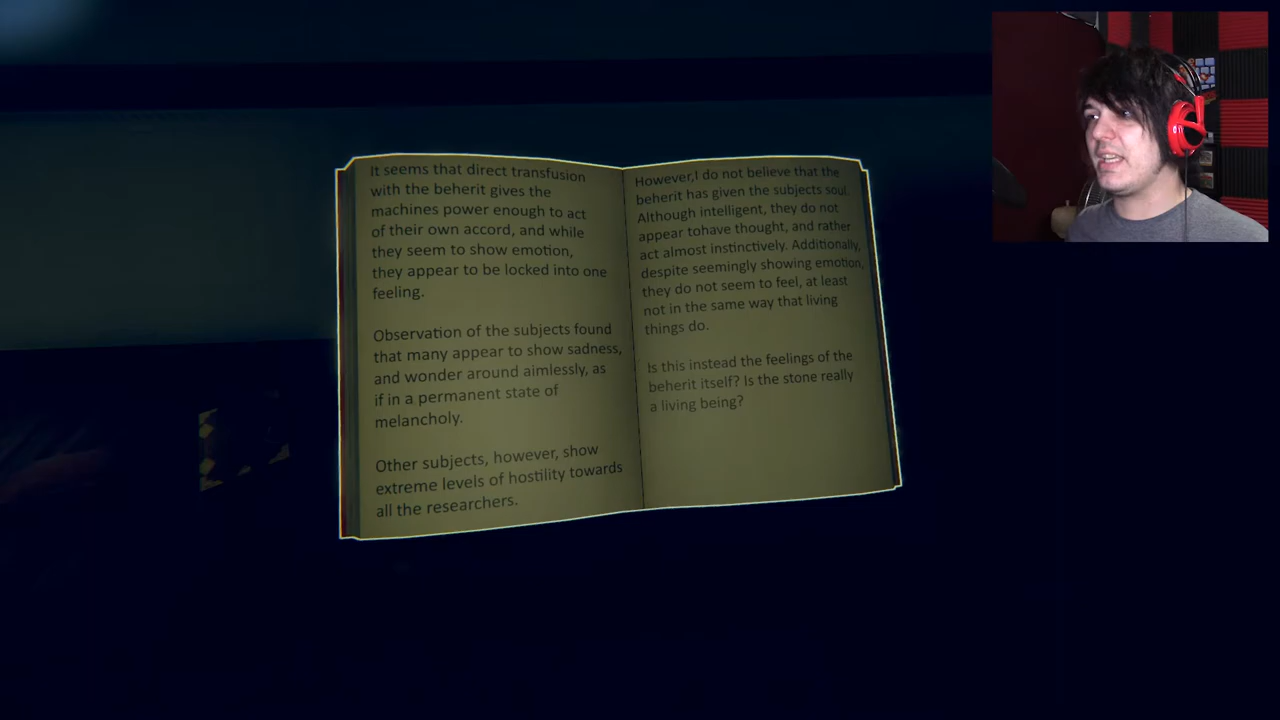 It seems that direct transfusion
with the beherit gives the
machines power enough to act
of their own accord, and while
they seem to show emotion,
they appear to be locked into one
feeling.
Observation of the subjects found
that many appear to show sadness,
and wonder around aimlessly, as
if in a permanent state of
melancholy.
Other subjects, however, show
extreme levels of hostility towards
all the researchers.
However,I do not believe that the
beherit has given the subjects soul.
Although intelligent, they do not
appear tohave thought, and rather
act almost instinctively. Additionally,
despite seemingly showing emotion,
they do not seem to feel, at least
not in the same way that living
things do.
Is this instead the feelings of the
beherit itself? Is the stone really
a living being?